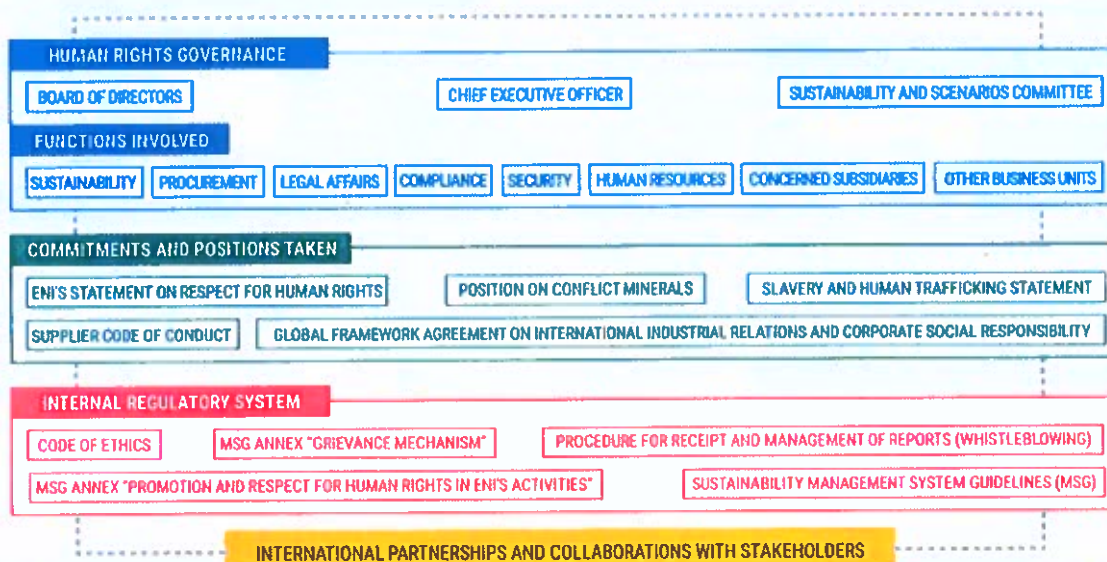 HUMAN RIGHTS GOVERNANCE
BOARD OF DIRECTORS
CHIEF EXECUTIVE OFFICER
SUSTAINABILITY AND SCENARIOS COMMITTEE
FUNCTIONS INVOLVED
SUSTAINABILITY
PROCUREMENT
LEGAL AFFAIRS
COMPLIANCE
SECURITY
HUMAN RESOURCES
CONCERNED SUBSIDIARIES
OTHER BUSINESS UNITS
COMMITMENTS AND POSITIONS TAKEN
ENI'S STATEMENT ON RESPECT FOR HUMAN RIGHTS
POSITION ON CONFLICT MINERALS
SLAVERY AND HUMAN TRAFFICKING STATEMENT
SUPPLIER CODE OF CONDUCT
GLOBAL FRAMEWORK AGREEMENT ON INTERNATIONAL INDUSTRIAL RELATIONS AND CORPORATE SOCIAL RESPONSIBILITY
INTERNAL REGULATORY SYSTEM
CODE OF ETHICS
MSG ANNEX "GRIEVANCE MECHANISM"
PROCEDURE FOR RECEIPT AND MANAGEMENT OF REPORTS (WHISTLEBLOWING)
MSG ANNEX "PROMOTION AND RESPECT FOR HUMAN RIGHTS IN ENI'S ACTIVITIES"
SUSTAINABILITY MANAGEMENT SYSTEM GUIDELINES (MSG)
INTERNATIONAL PARTNERSHIPS AND COLLABORATIONS WITH STAKEHOLDERS